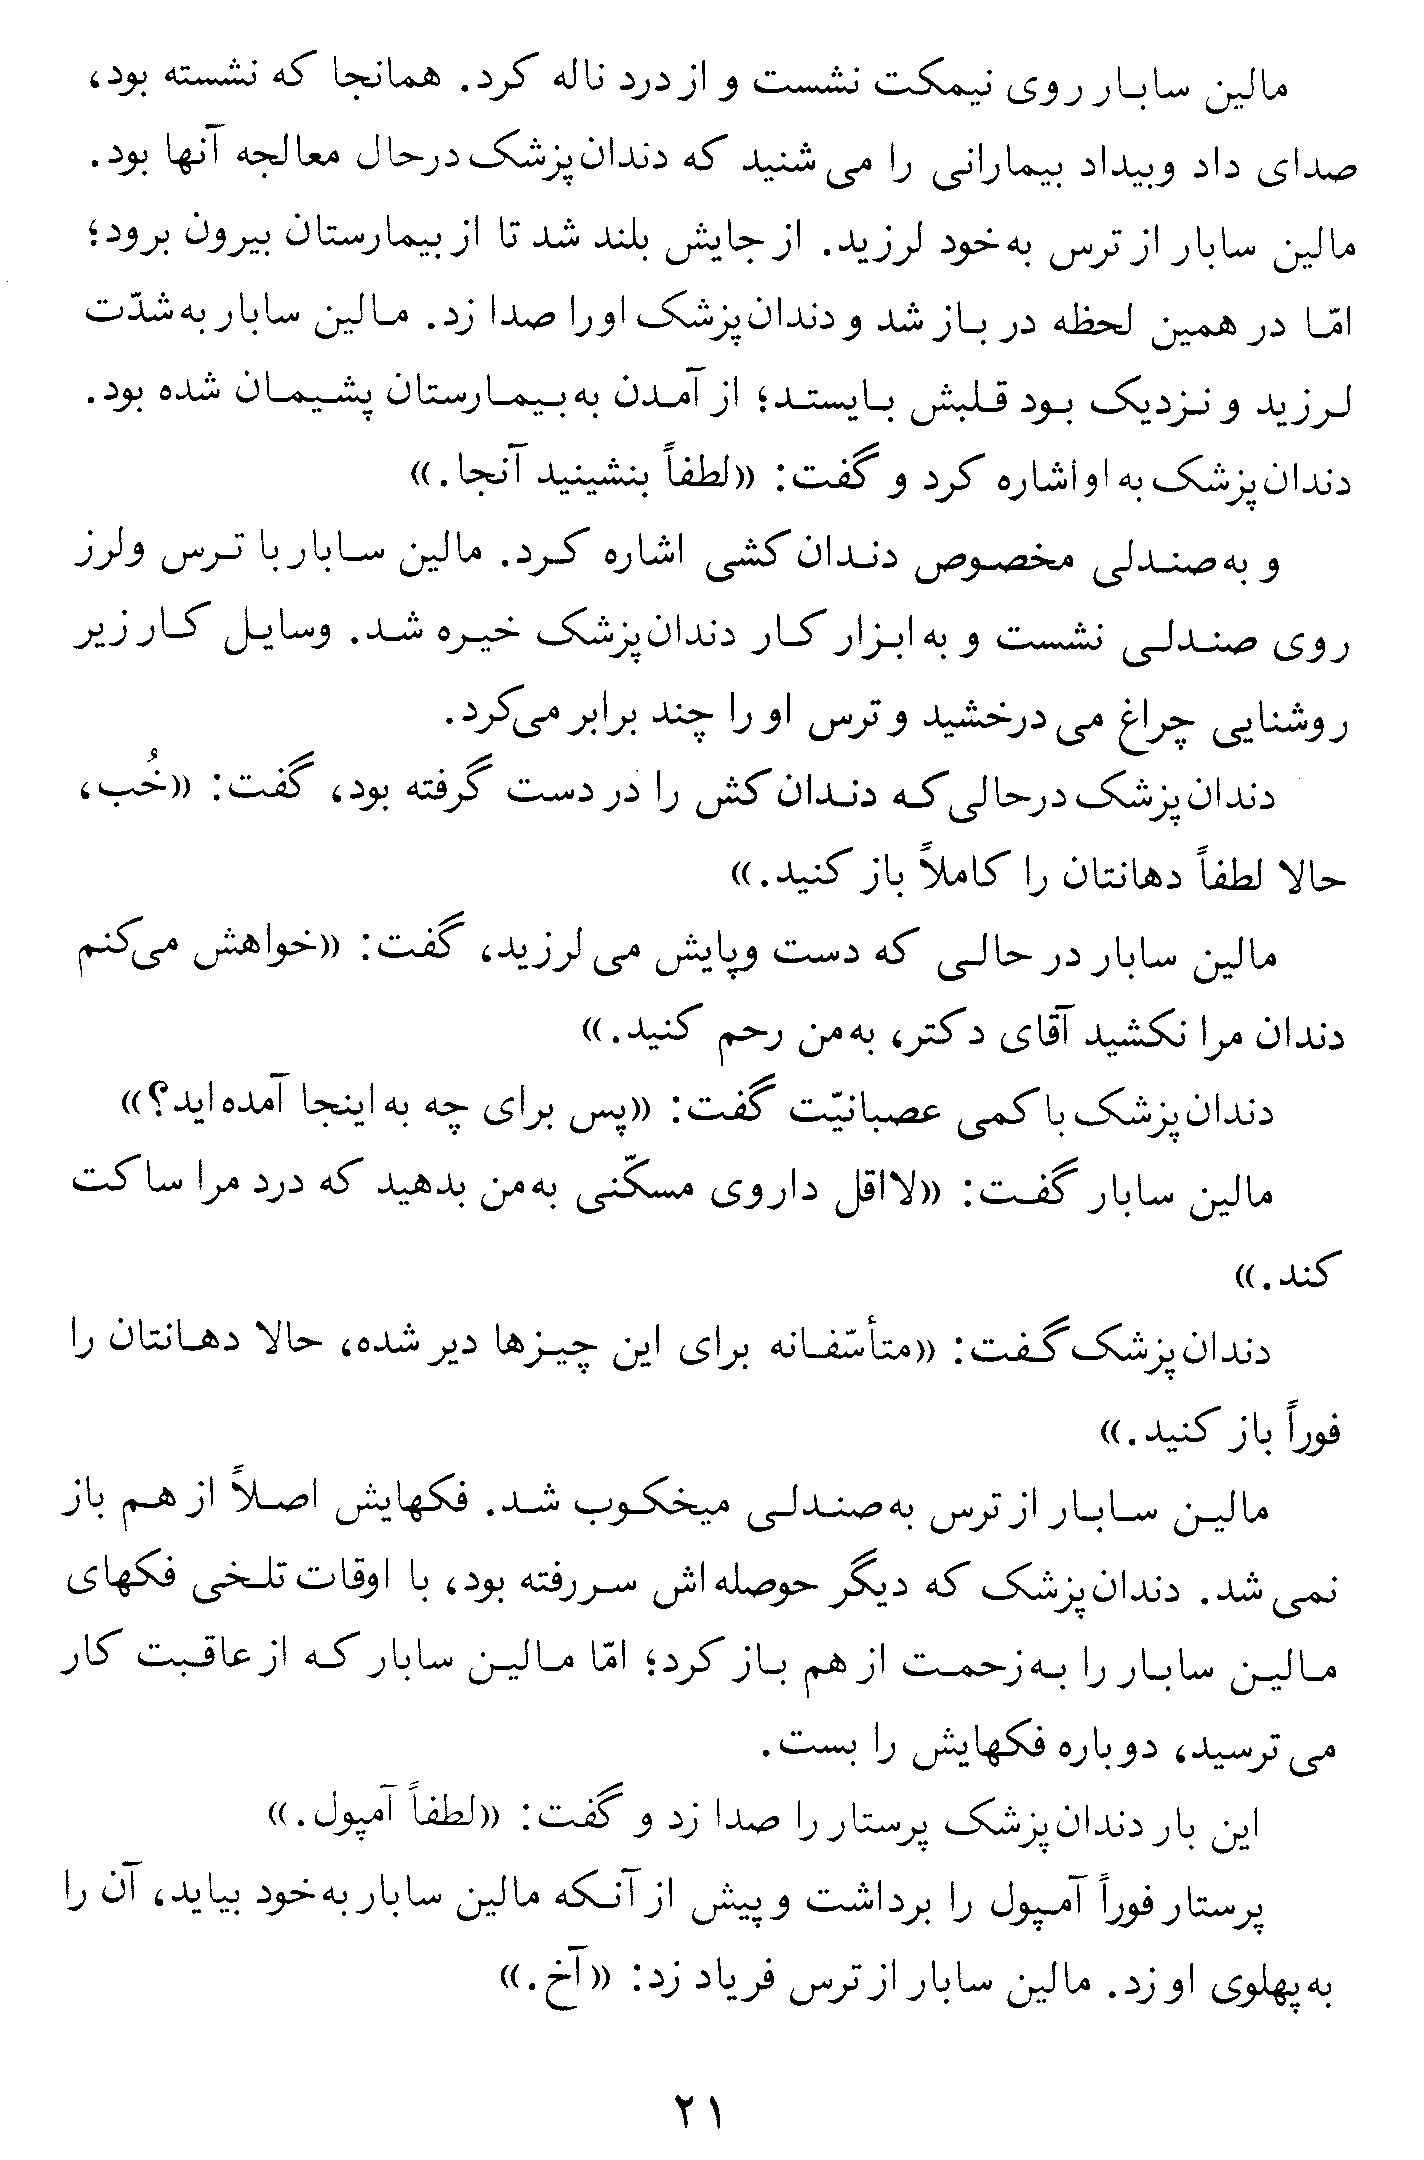 مالین سابار روی نیمکت نشست و از درد ناله کرد. همانجا که نشسته بود،
صدای داد وبیداد بیمارانی را می شنید که دندان‌پزشک درحال معالجه آنها بود.
مالین سابار از ترس به‌خود لرزید. از جایش بلند شد تا از بیمارستان بیرون برود؛
امّا در همین لحظه در باز شد و دندان‌پزشک اورا صدا زد. مالین سابار به‌شدّت
لرزید و نزدیک بود قلبش بایستد؛ از آمدن به‌بیمارستان پشیمان شده بود.
دندان‌پزشک به او اشاره کرد و گفت: «لطفاً بنشینید آنجا.»
و به‌صندلی مخصوص دندان‌کشی اشاره کرد. مالین سابار با ترس ولرز
روی صندلی نشست و به ابزار کار دندان‌پزشک خیره شد. وسایل کار زیر
روشنایی چراغ می درخشید و ترس او را چند برابر می‌کرد.
دندان‌پزشک درحالی‌که دندان‌کش را در دست گرفته بود، گفت: «خُب،
حالا لطفاً دهانتان را کاملاً باز کنید.»
مالین سابار در حالی که دست وپایش می لرزید، گفت: «خواهش می‌کنم
دندان مرا نکشید آقای دکتر، به‌من رحم کنید.»
دندان‌پزشک با کمی عصبانیّت گفت: «پس برای چه به اینجا آمده‌اید؟»
مالین سابار گفت: «لااقل داروی مسکّنی به‌من بدهید که درد مرا ساکت
کند.»
دندان‌پزشک گفت: «متأسّفانه برای این چیزها دیر شده، حالا دهانتان را
فوراً باز کنید.»
مالین سابار از ترس به‌صندلی میخکوب شد. فکهایش اصلاً از هم باز
نمی شد. دندان‌پزشک که دیگر حوصله‌اش سررفته بود، با اوقات تلخی فکهای
مالین سابار را به‌زحمت از هم باز کرد؛ امّا مالین سابار که از عاقبت کار
می ترسید، دوباره فکهایش را بست.
این بار دندان‌پزشک پرستار را صدا زد و گفت: «لطفاً آمپول.»
پرستار فوراً آمپول را برداشت و پیش از آنکه مالین سابار به‌خود بیاید، آن را
به‌پهلوی او زد. مالین سابار از ترس فریاد زد: «آخ.»
۲۱